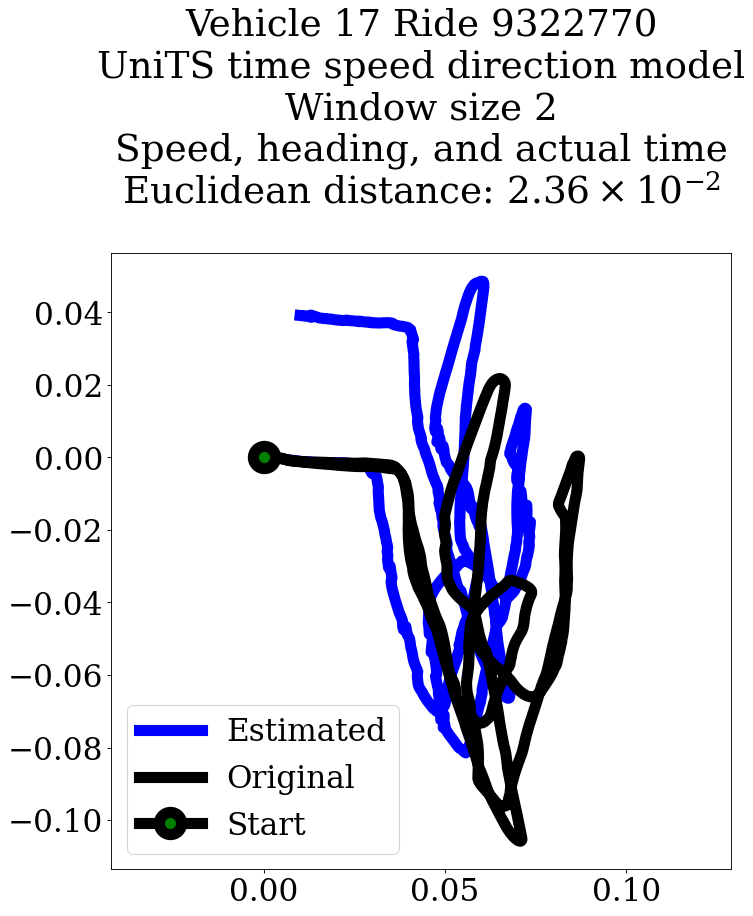 Vehicle 17 Ride 9322770
UniTS time speed direction model
Window size 2
Speed, heading, and actual time
Euclidean distance: 2.36 × 10⁻²
0.04
0.02
0.00
−0.02
−0.04
−0.06
−0.08
−0.10
Estimated
Original
Start
0.00 0.05 0.10